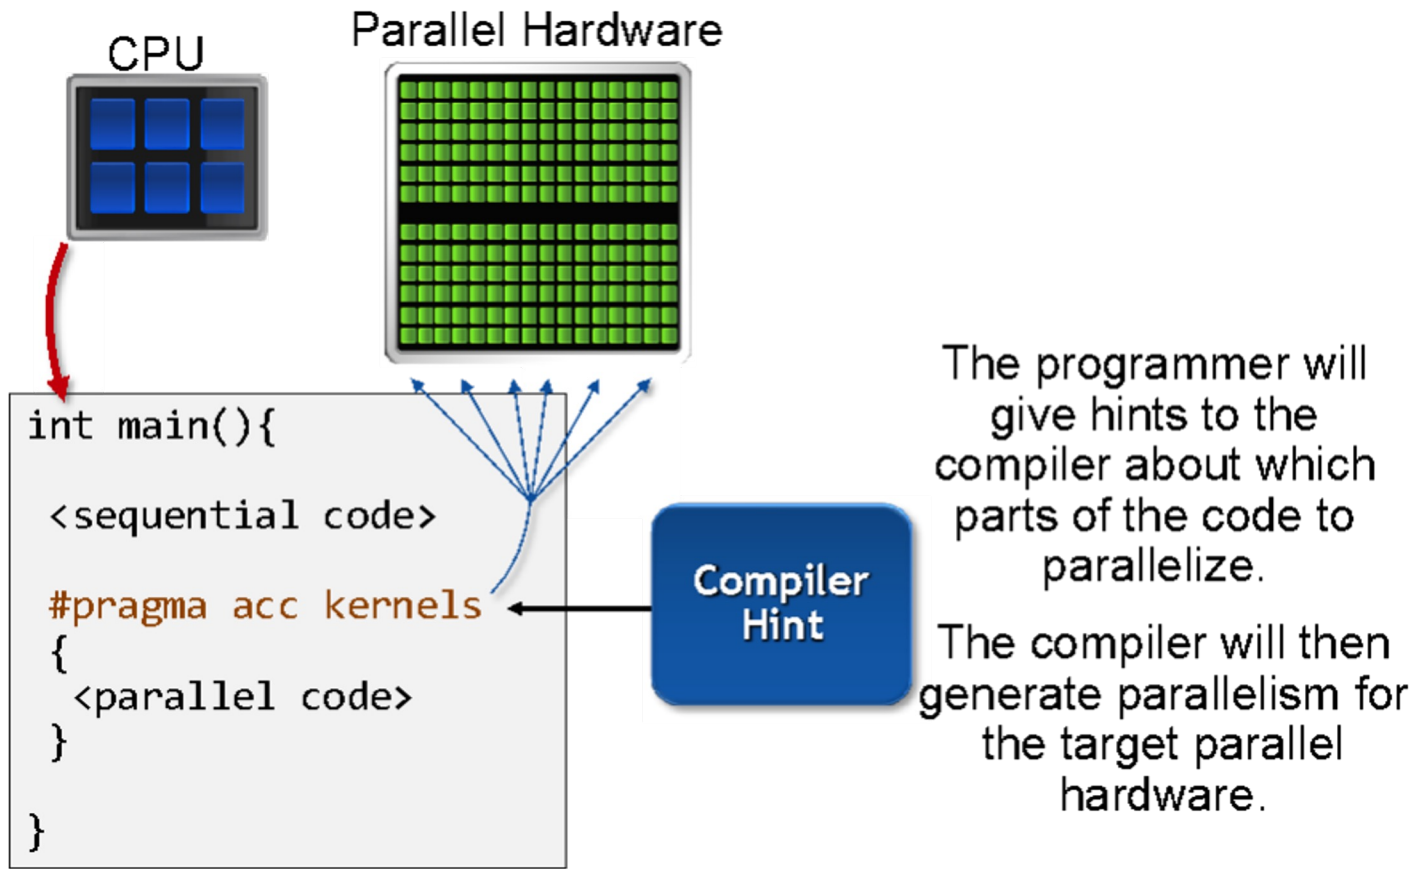 CPU
Parallel Hardware
int main(){
<sequential code>
#pragma acc kernels
{
<parallel code>
}
}
Compiler
Hint
The programmer will
give hints to the
compiler about which
parts of the code to
parallelize.
The compiler will then
generate parallelism for
the target parallel
hardware.